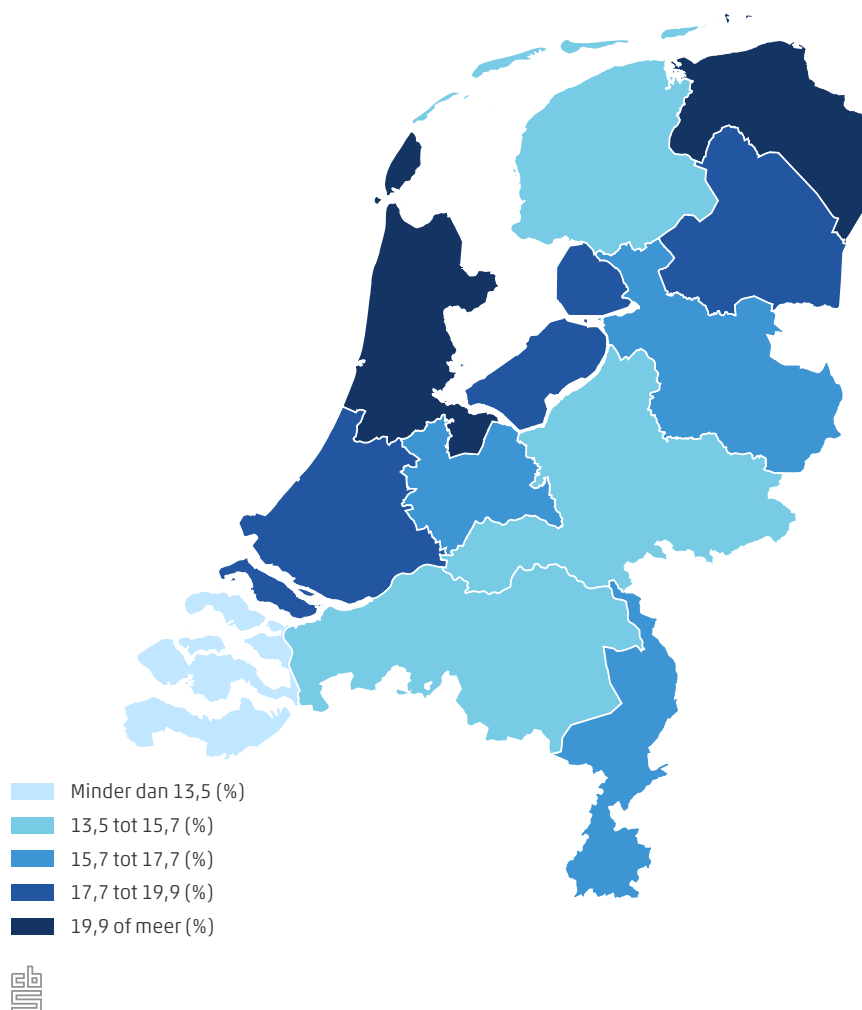 Minder dan 13,5 (%)
13,5 tot 15,7 (%)
15,7 tot 17,7 (%)
17,7 tot 19,9 (%)
19,9 of meer (%)
cb